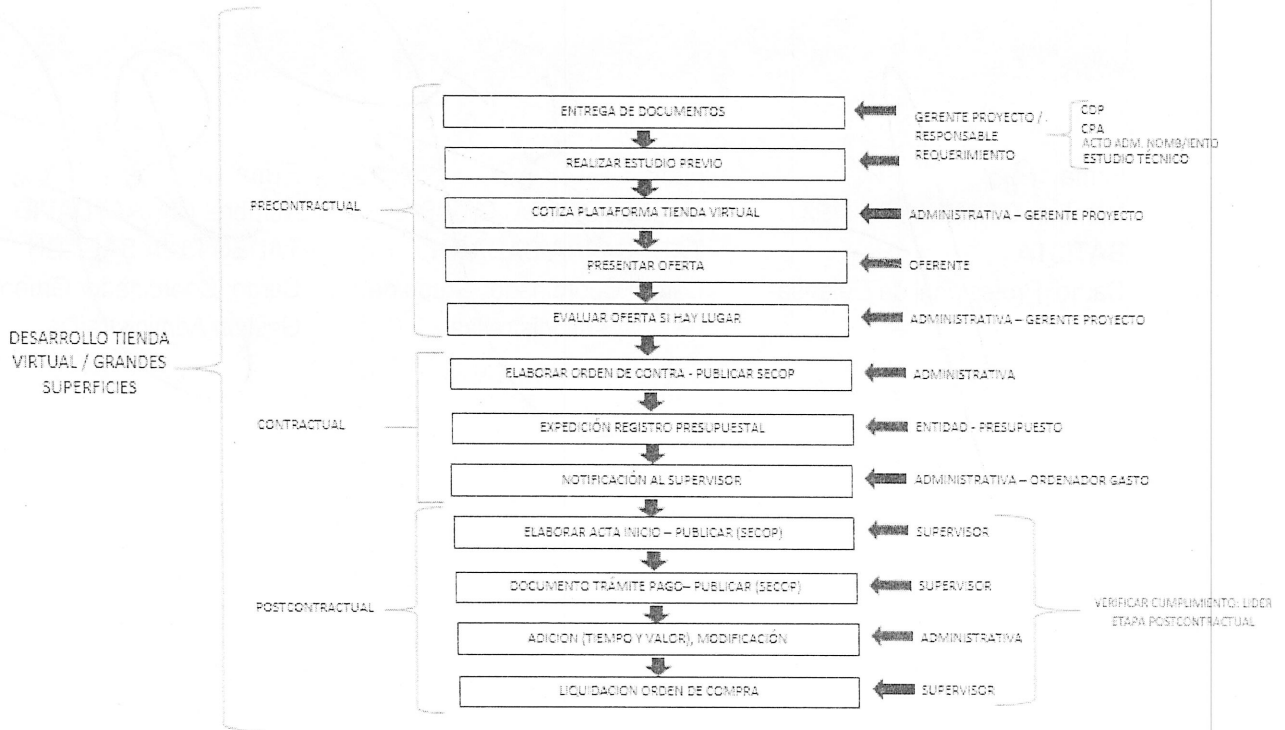 ENTREGA DE DOCUMENTOS
GERENTE PROYECTO /
RESPONSABLE
REQUERIMIENTO
CDP
CPA
ACTO ADM. NOMB/IENTO
ESTUDIO TÉCNICO
REALIZAR ESTUDIO PREVIO
PRECONTRACTUAL
COTIZA PLATAFORMA TIENDA VIRTUAL
ADMINISTRATIVA – GERENTE PROYECTO
PRESENTAR OFERTA
OFERENTE
EVALUAR OFERTA SI HAY LUGAR
ADMINISTRATIVA – GERENTE PROYECTO
DESARROLLO TIENDA
VIRTUAL / GRANDES
SUPERFICIES
ELABORAR ORDEN DE CONTRA - PUBLICAR SECOP
ADMINISTRATIVA
CONTRACTUAL
EXPEDICIÓN REGISTRO PRESUPUESTAL
ENTIDAD - PRESUPUESTO
NOTIFICACIÓN AL SUPERVISOR
ADMINISTRATIVA – ORDENADOR GASTO
ELABORAR ACTA INICIO – PUBLICAR (SECOP)
SUPERVISOR
DOCUMENTO TRÁMITE PAGO– PUBLICAR (SECOP)
SUPERVISOR
POSTCONTRACTUAL
VERIFICAR CUMPLIMIENTO: LIDER
ETAPA POSTCONTRACTUAL
ADICION (TIEMPO Y VALOR), MODIFICACIÓN
ADMINISTRATIVA
LIQUIDACION ORDEN DE COMPRA
SUPERVISOR